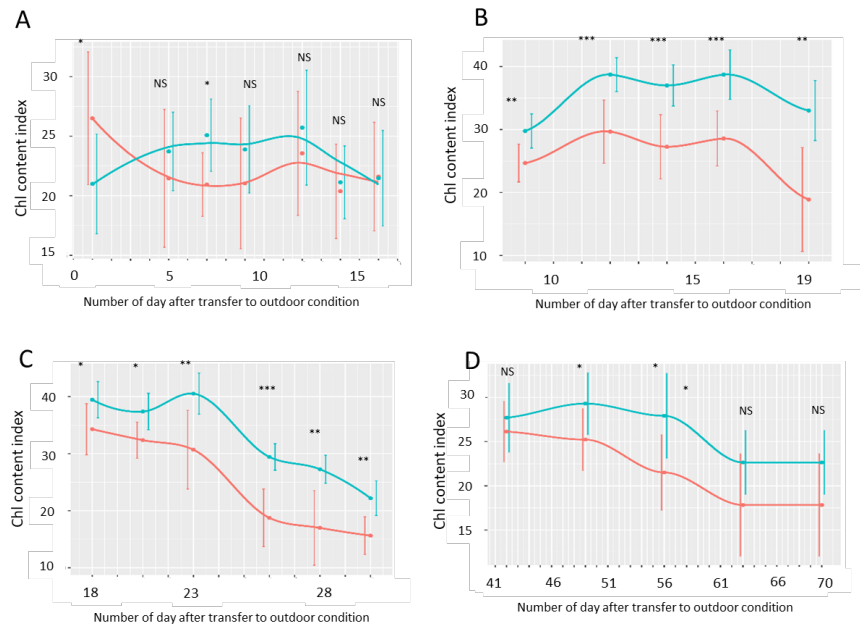 A
*
NS
*
NS
NS
NS
NS
30
25
20
15
Chl content index
0 5 10 15
Number of day after transfer to outdoor condition
B
**
***
***
***
**
40
30
20
10
Chl content index
10 15 19
Number of day after transfer to outdoor condition
C
*
*
**
***
**
**
40
30
20
10
Chl content index
18 23 28
Number of day after transfer to outdoor condition
D
NS
*
*
*
NS
NS
30
25
20
15
Chl content index
41 46 51 56 61 66 70
Number of day after transfer to outdoor condition